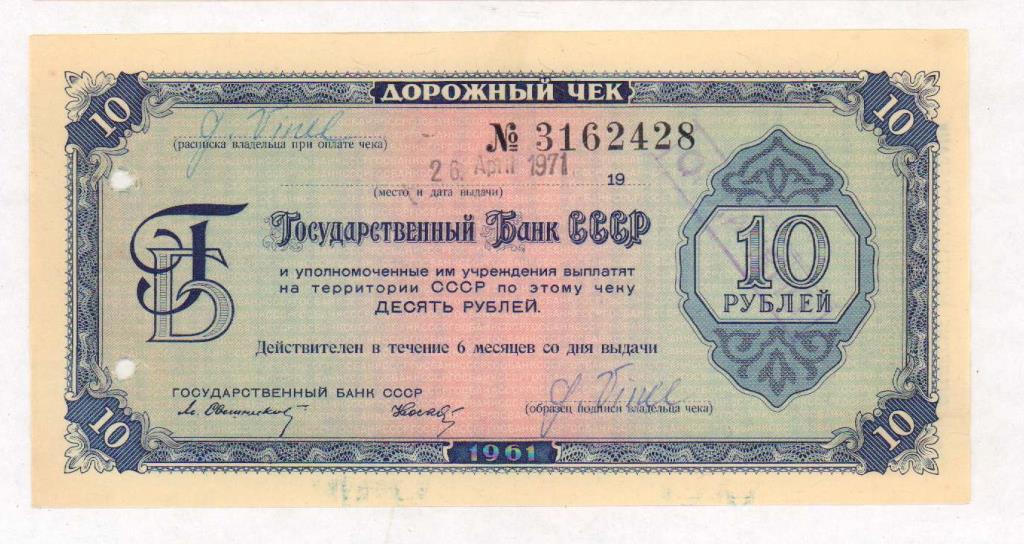 ДОРОЖНЫЙ ЧЕК
10
10
(расписка владельца при оплате чека)
№ 3162428
26. April 1971
19
(место и дата выдачи)
ГБ
Государственный Банк СССР
и уполномоченные им учреждения выплатят
на территории СССР по этому чеку
ДЕСЯТЬ РУБЛЕЙ.
10
РУБЛЕЙ
Действителен в течение 6 месяцев со дня выдачи
ГОСУДАРСТВЕННЫЙ БАНК СССР
(образец подписи владельца чека)
10
10
1961